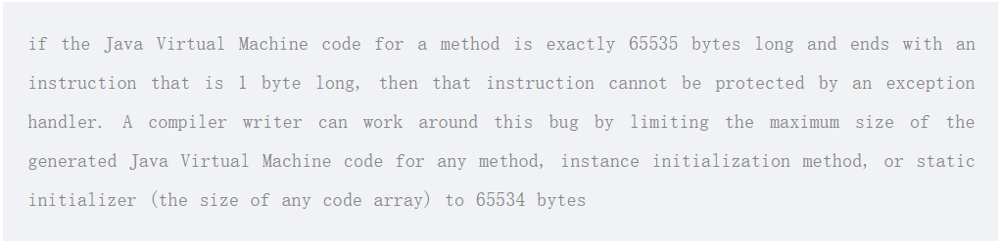 if the Java Virtual Machine code for a method is exactly 65535 bytes long and ends with an
instruction that is 1 byte long, then that instruction cannot be protected by an exception
handler. A compiler writer can work around this bug by limiting the maximum size of the
generated Java Virtual Machine code for any method, instance initialization method, or static
initializer (the size of any code array) to 65534 bytes